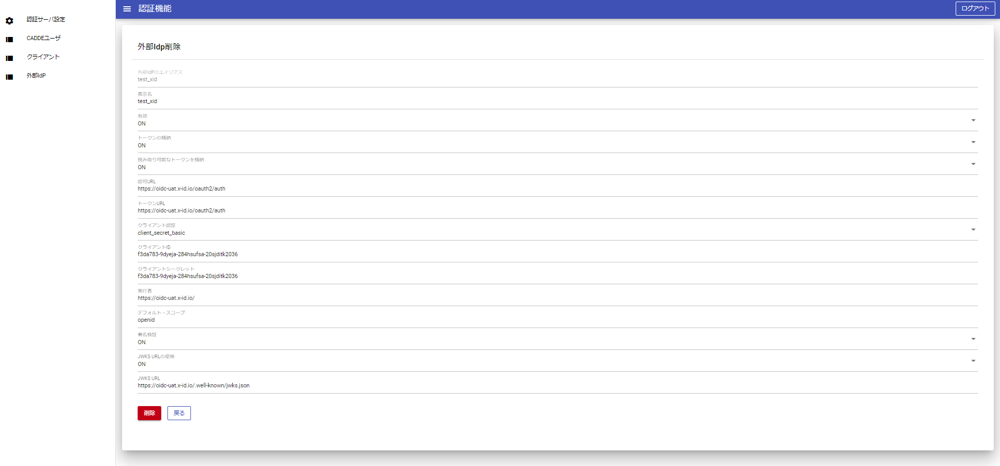 認証サーバ設定
CADDEユーザ
クライアント
外部IdP
認証機能
ログアウト
外部Idp削除
外部IdPのエイリアス
test_xid
表示名
test_xid
有効
ON
トークンの格納
ON
読み取り可能なトークンを格納
ON
認可URL
https://oidc-uat.x-id.io/oauth2/auth
トークンURL
https://oidc-uat.x-id.io/oauth2/auth
クライアント認証
client_secret_basic
クライアントID
f3da783-9dyeja-284hsufsa-20sjditk2036
クライアントシークレット
f3da783-9dyeja-284hsufsa-20sjditk2036
発行者
https://oidc-uat.x-id.io/
デフォルト・スコープ
openid
署名検証
ON
JWKS URLの使用
ON
JWKS URL
https://oidc-uat.x-id.io/.well-known/jwks.json
削除
戻る